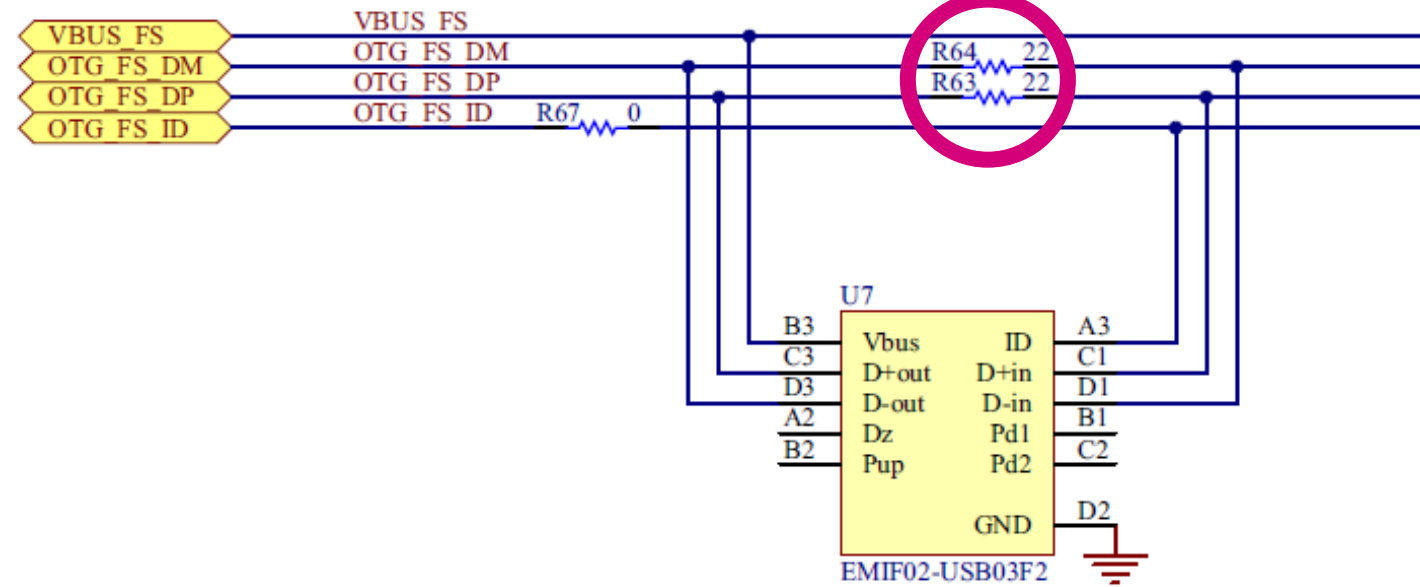 VBUS_FS VBUS_FS
OTG_FS_DM OTG_FS_DM R64 22
OTG_FS_DP OTG_FS_DP R63 22
OTG_FS_ID OTG_FS_ID R67 0
U7
B3 Vbus ID A3
C3 D+out D+in C1
D3 D-out D-in D1
A2 Dz Pd1 B1
B2 Pup Pd2 C2
GND D2
EMIF02-USB03F2